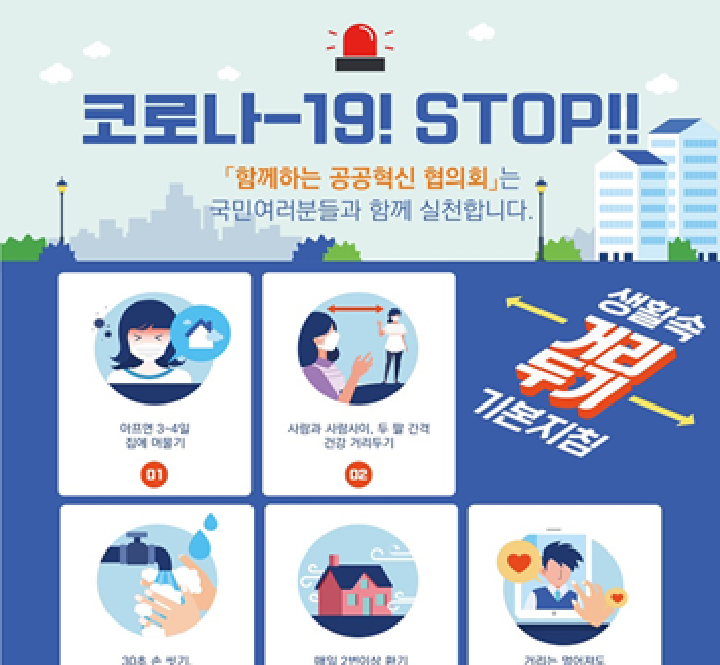 코로나-19! STOP!!
「함께하는 공공혁신 협의회」는
국민여러분들과 함께 실천합니다.
생활속
거리
두기
기본지침
아프면 3~4일
집에 머물기
01
사람과 사람사이, 두 팔 간격
건강 거리두기
02
30초 손 씻기,
매일 2번이상 환기
거리는 멀어져도